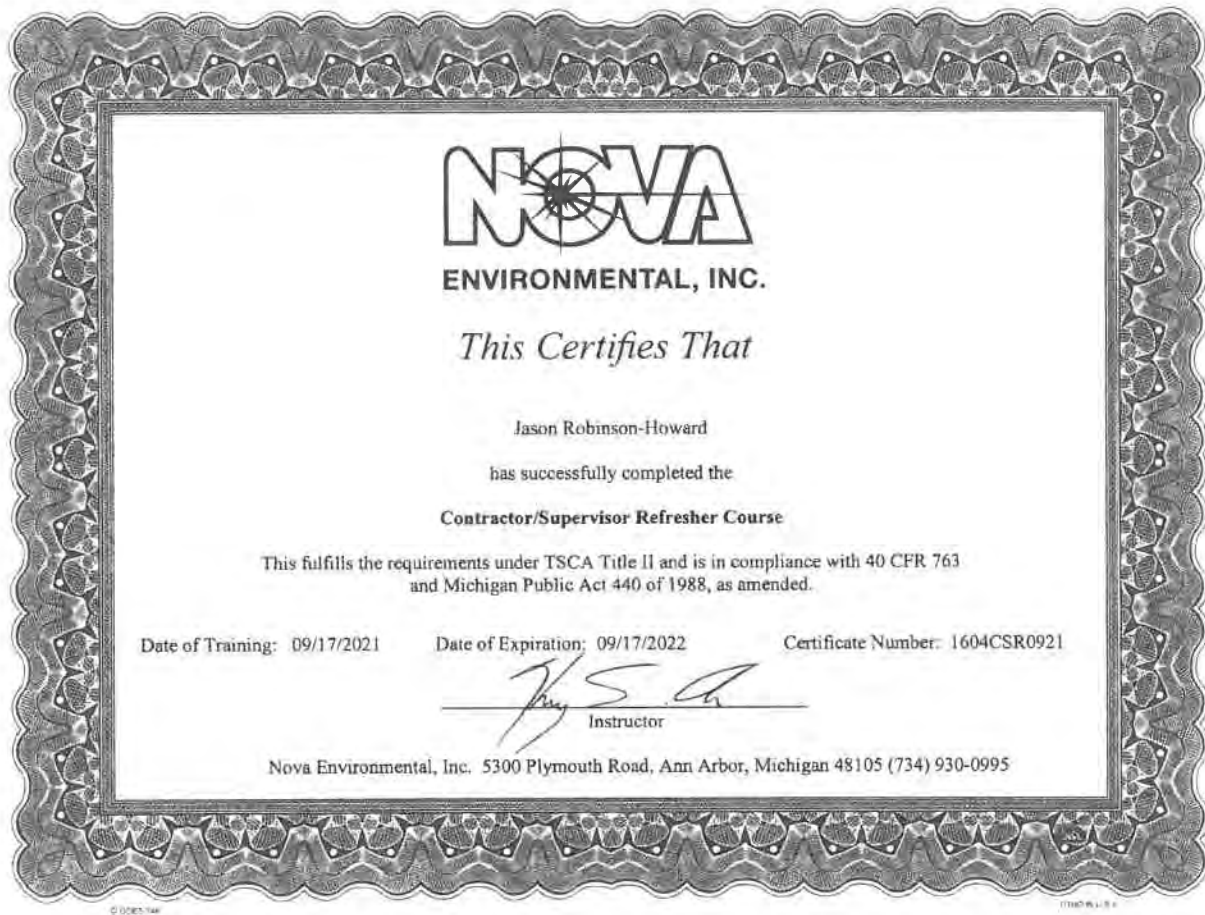 NOVA
ENVIRONMENTAL, INC.
This Certifies That
Jason Robinson-Howard
has successfully completed the
Contractor/Supervisor Refresher Course
This fulfills the requirements under TSCA Title II and is in compliance with 40 CFR 763
and Michigan Public Act 440 of 1988, as amended.
Date of Training: 09/17/2021 Date of Expiration: 09/17/2022 Certificate Number: 1604CSR0921
Instructor
Nova Environmental, Inc. 5300 Plymouth Road, Ann Arbor, Michigan 48105 (734) 930-0995